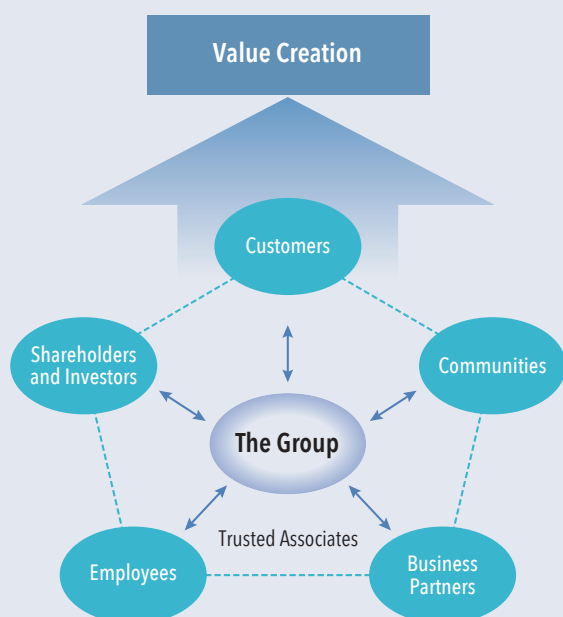 Value Creation
Customers
Shareholders
and Investors
Communities
The Group
Trusted Associates
Employees
Business
Partners